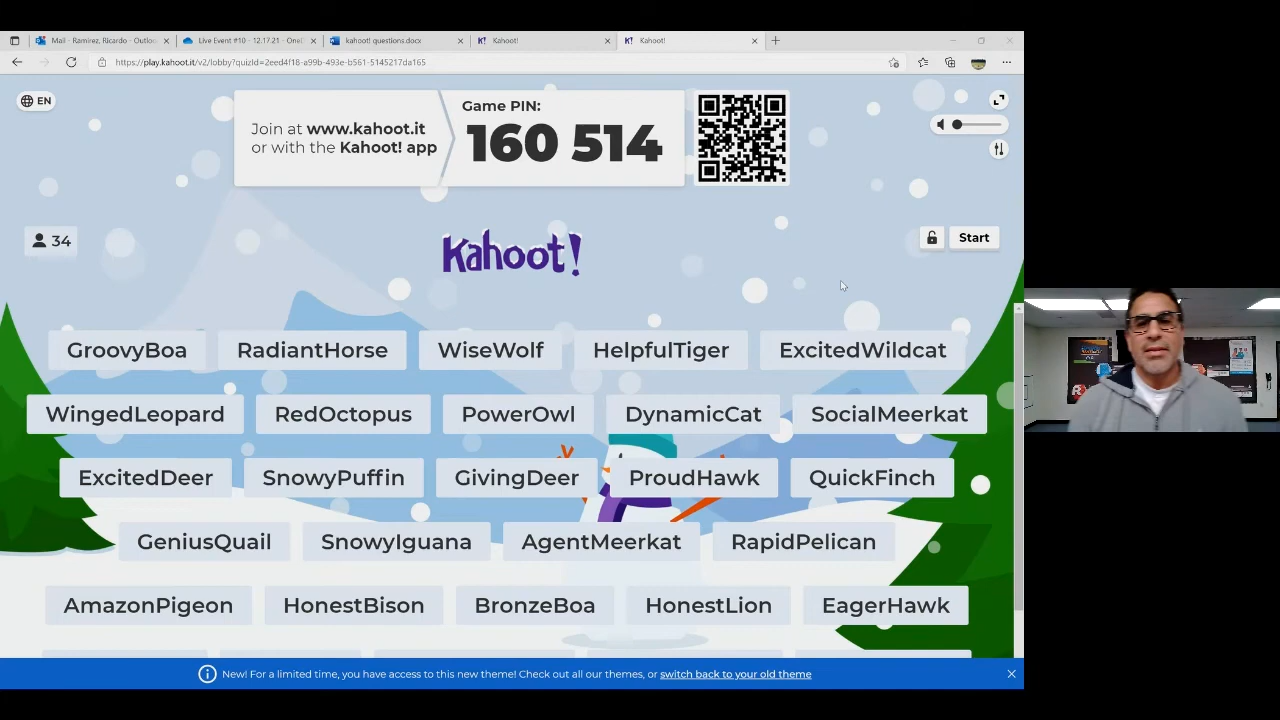 Mail - Ramirez, Ricardo - Outloo
Live Event #10 - 12.17.21 - One
kahoot! questions.docx
Kahoot!
Kahoot!
https://play.kahoot.it/v2/lobby?quizId=2eed4f18-a99b-493e-b561-5145217da165
EN
Join at www.kahoot.it
or with the Kahoot! app
Game PIN:
160 514
34
Kahoot!
Start
GroovyBoa RadiantHorse WiseWolf HelpfulTiger ExcitedWildcat
WingedLeopard RedOctopus PowerOwl DynamicCat SocialMeerkat
ExcitedDeer SnowyPuffin GivingDeer ProudHawk QuickFinch
GeniusQuail SnowyIguana AgentMeerkat RapidPelican
AmazonPigeon HonestBison BronzeBoa HonestLion EagerHawk
New! For a limited time, you have access to this new theme! Check out all our themes, or switch back to your old theme